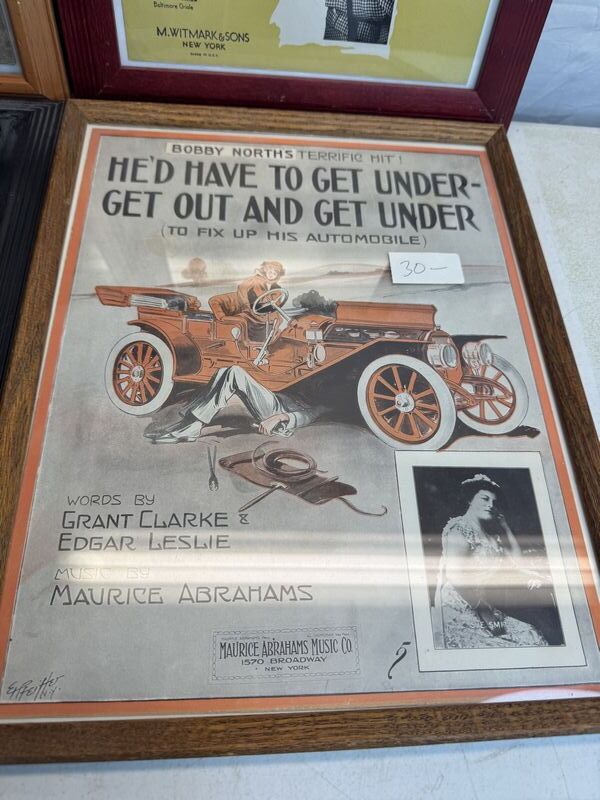 Baltimore Oriole
M. WITMARK & SONS
NEW YORK
BOBBY NORTH'S TERRIFIC HIT!
HE'D HAVE TO GET UNDER-
GET OUT AND GET UNDER
(TO FIX UP HIS AUTOMOBILE)
30-
WORDS BY
GRANT CLARKE &
EDGAR LESLIE
MUSIC BY
MAURICE ABRAHAMS
MAURICE ABRAHAMS MUSIC CO.
1570 BROADWAY
NEW YORK
5